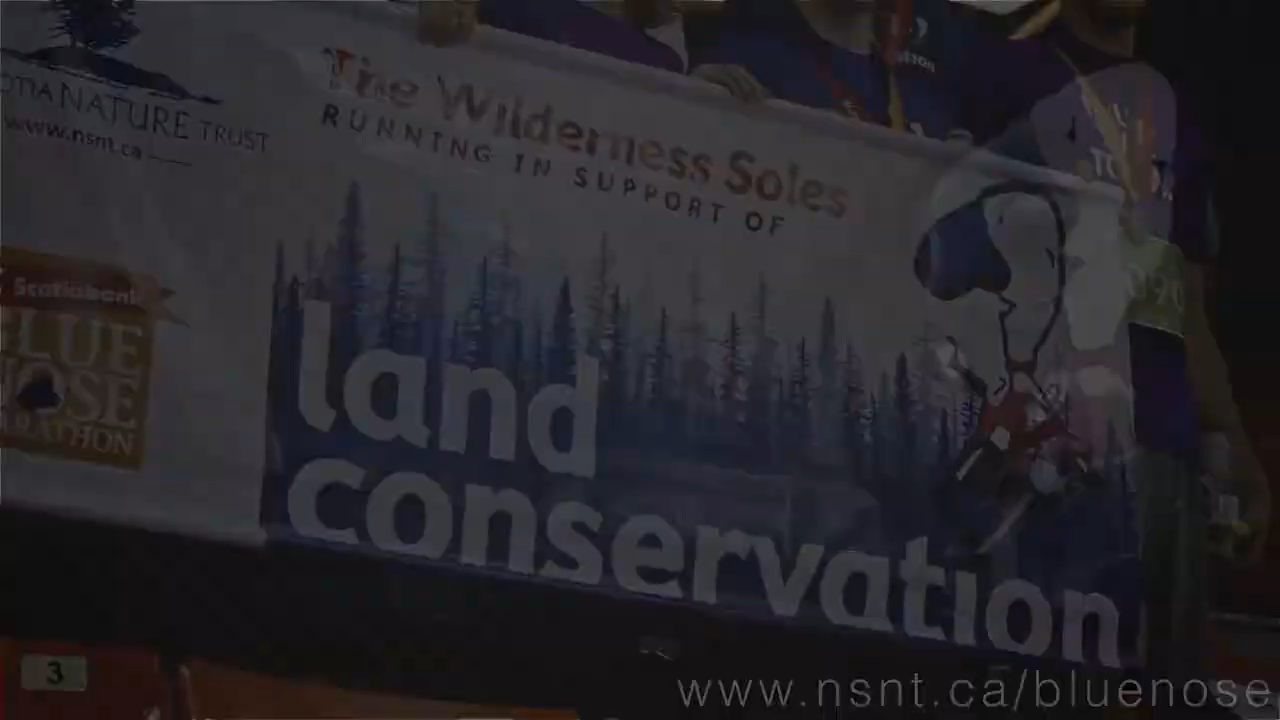 NATURE TRUST
www.nsnt.ca
The Wilderness Soles
RUNNING IN SUPPORT OF
Scotiabank
BLUE
NOSE
MARATHON
land
conservation
3
www.nsnt.ca/bluenose